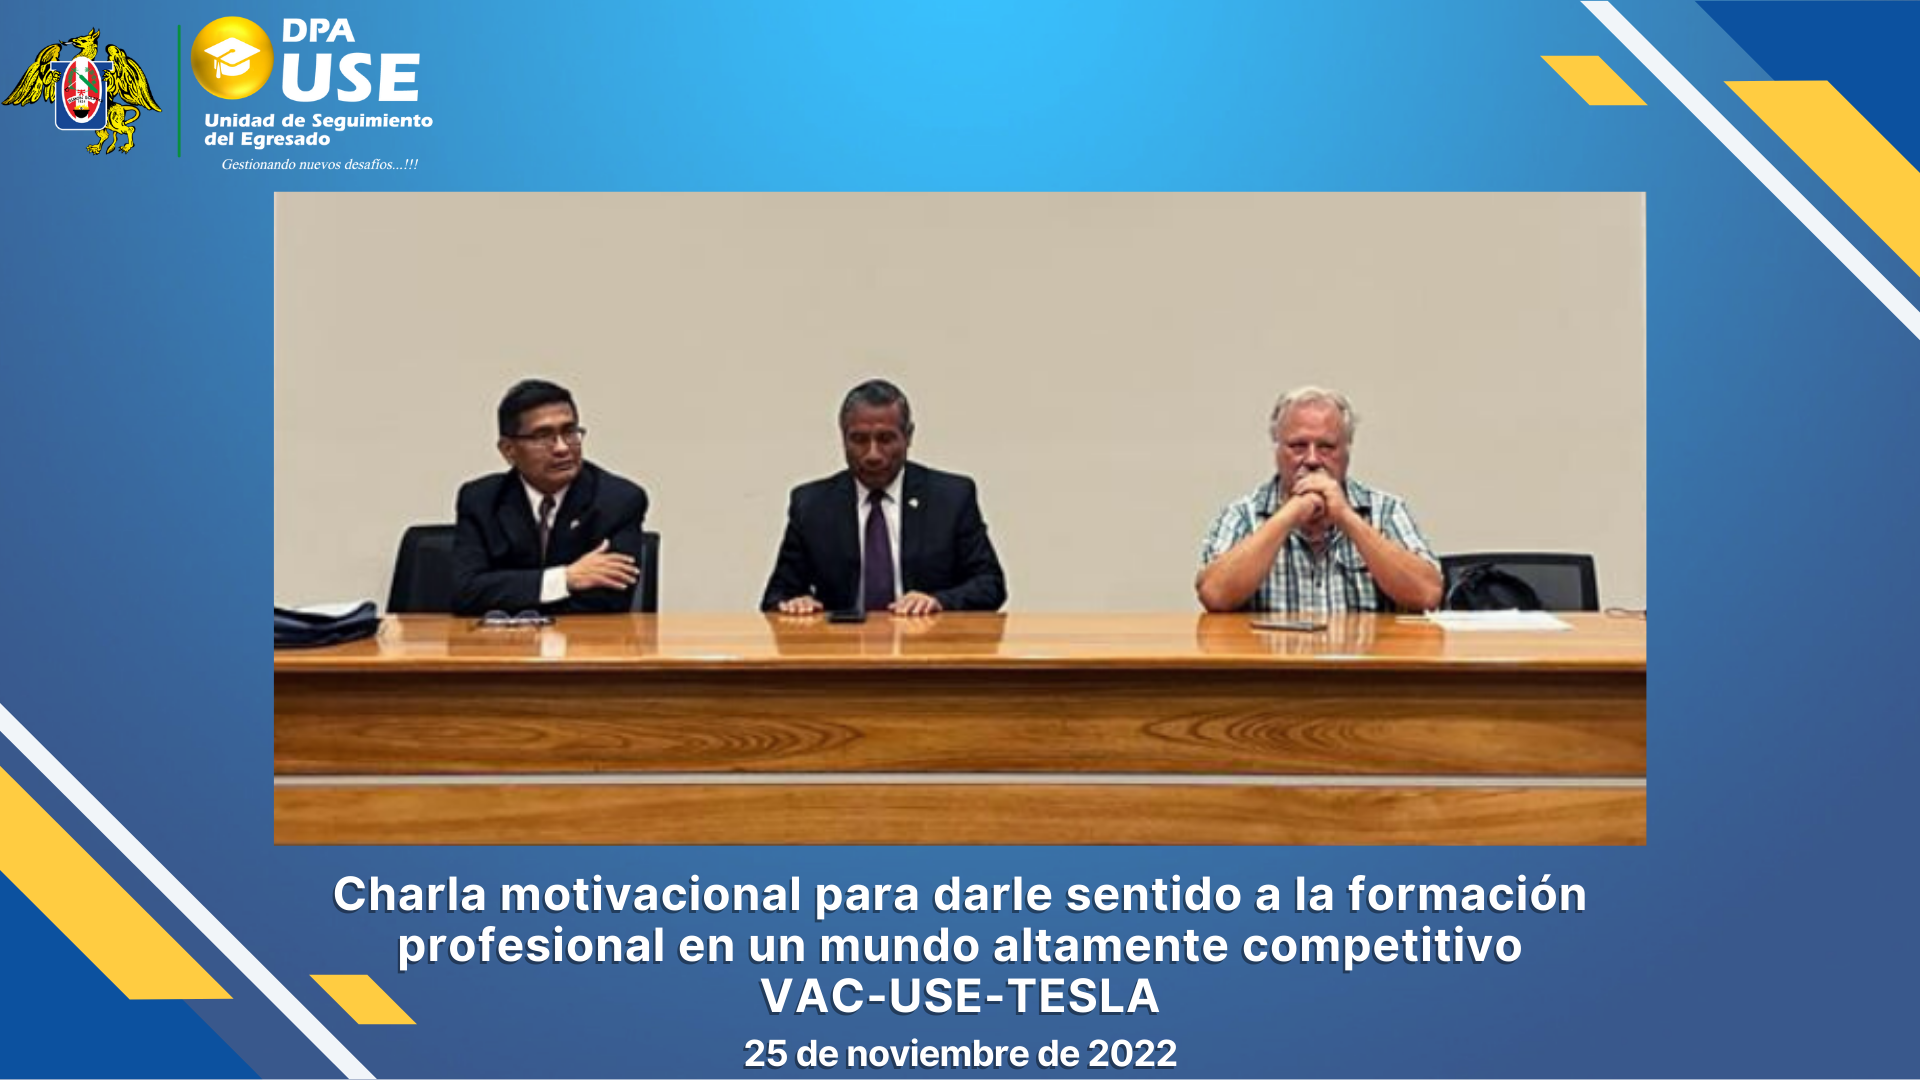 DPA
USE
Unidad de Seguimiento
del Egresado
Gestionando nuevos desafíos...!!!
Charla motivacional para darle sentido a la formación
profesional en un mundo altamente competitivo
VAC-USE-TESLA
25 de noviembre de 2022